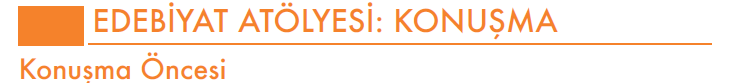 EDEBİYAT ATÖLYESİ: KONUŞMA
Konuşma Öncesi